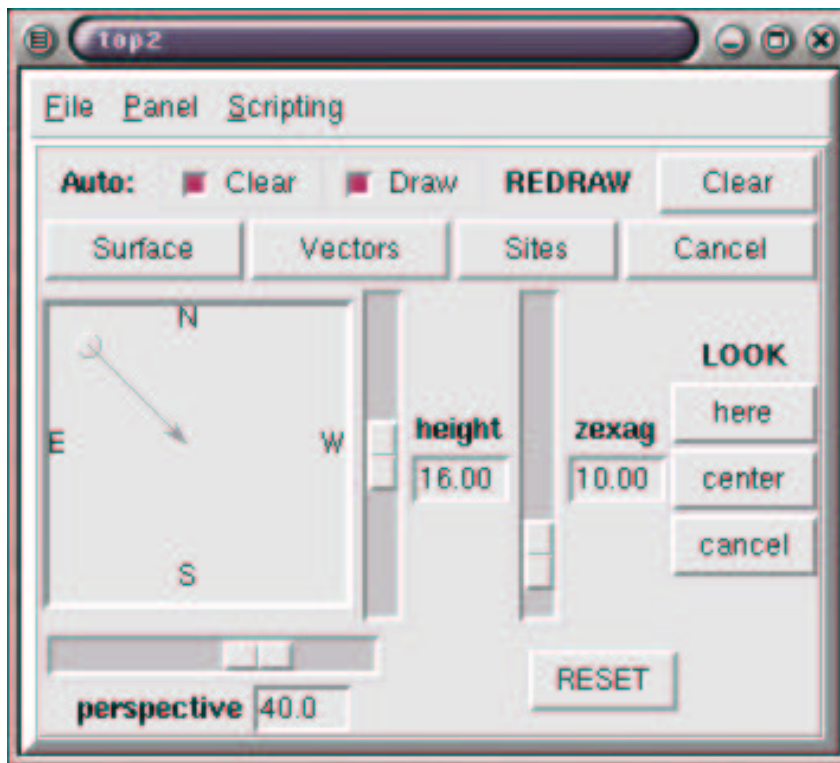 top2
File Panel Scripting
Auto: Clear Draw REDRAW Clear
Surface Vectors Sites Cancel
N
E W
S
height
16.00
zexag
10.00
LOOK
here
center
cancel
perspective 40.0
RESET